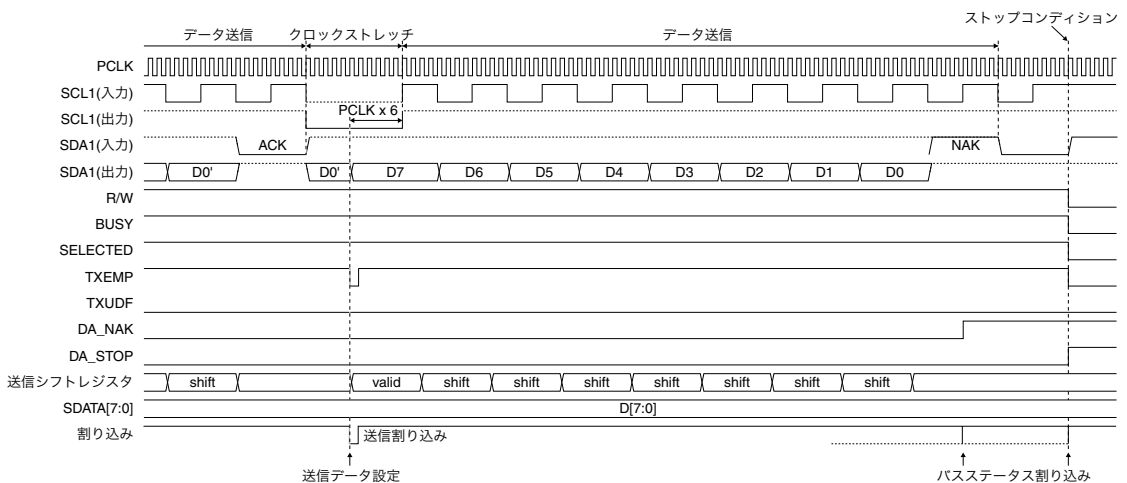 ストップコンディション
データ送信 クロックストレッチ データ送信
PCLK
SCL1(入力)
SCL1(出力) PCLK x 6
SDA1(入力) ACK NAK
SDA1(出力) D0' D0' D7 D6 D5 D4 D3 D2 D1 D0
R/W
BUSY
SELECTED
TXEMP
TXUDF
DA_NAK
DA_STOP
送信シフトレジスタ shift valid shift shift shift shift shift shift shift
SDATA[7:0] D[7:0]
割り込み 送信割り込み
送信データ設定 バスステータス割り込み